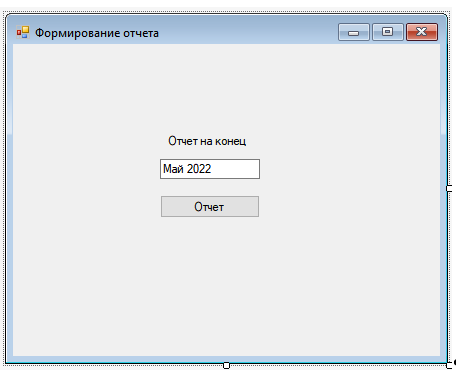 Формирование отчета
Отчет на конец
Май 2022
Отчет